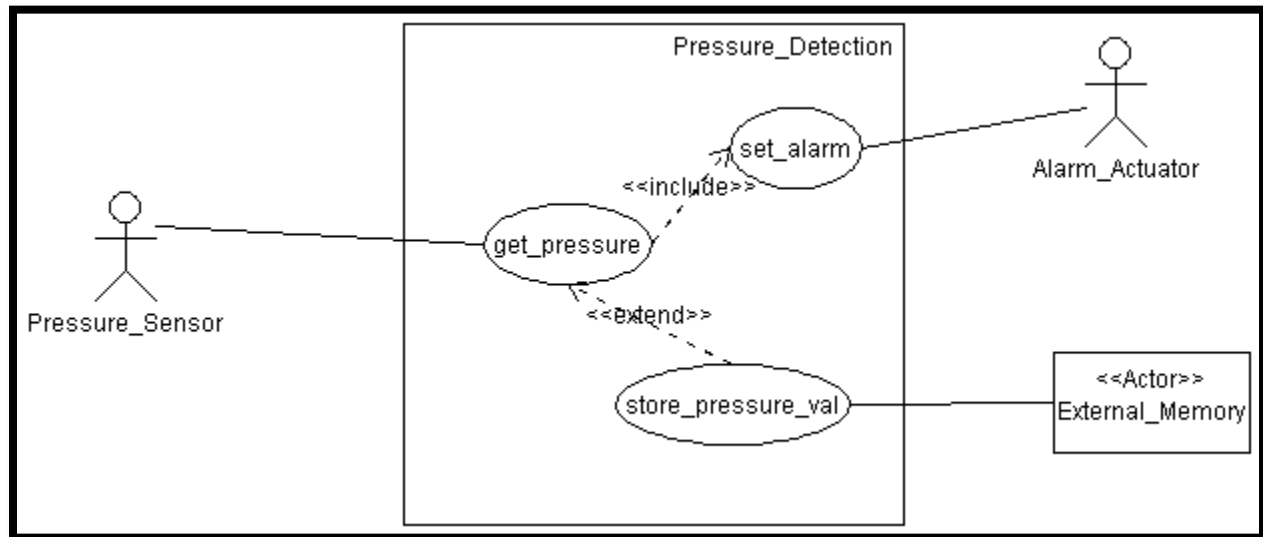 Pressure_Detection
set_alarm
Alarm_Actuator
<<include>>
get_pressure
Pressure_Sensor
<<extend>>
store_pressure_val
<<Actor>>
External_Memory